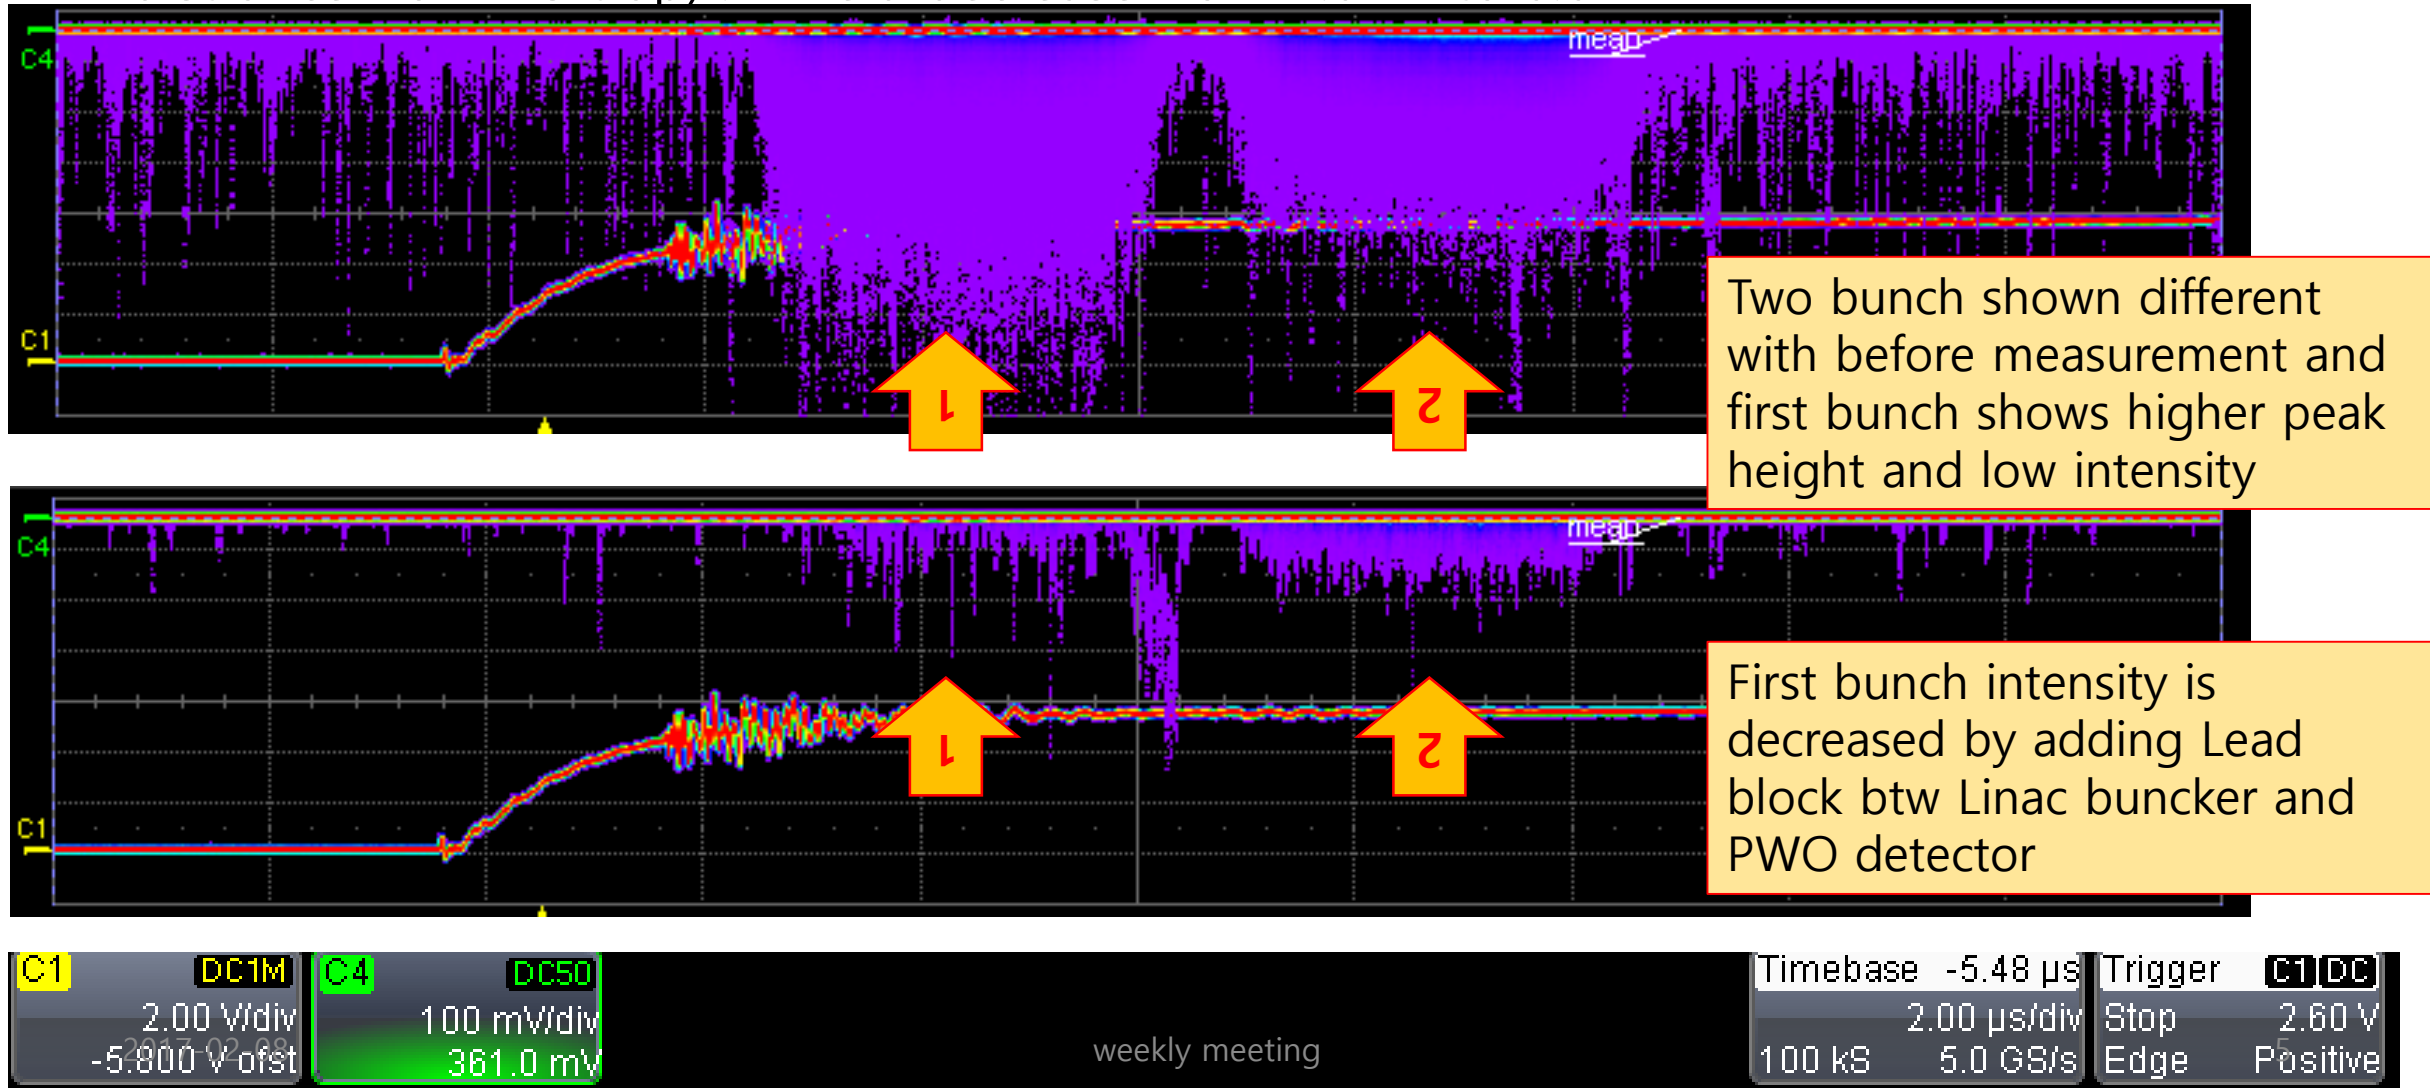 C4
mean
C1
1
2
Two bunch shown different
with before measurement and
first bunch shows higher peak
height and low intensity
C4
mean
C1
1
2
First bunch intensity is
decreased by adding Lead
block btw Linac buncker and
PWO detector
C1 DC1M
2.00 V/div
-5.800 V ofst
C4 DC50
100 mV/div
361.0 mV
Timebase -5.48 µs
2.00 µs/div
100 kS 5.0 GS/s
Trigger C1 DC
Stop 2.60 V
Edge Positive
2017-02-08
weekly meeting
5